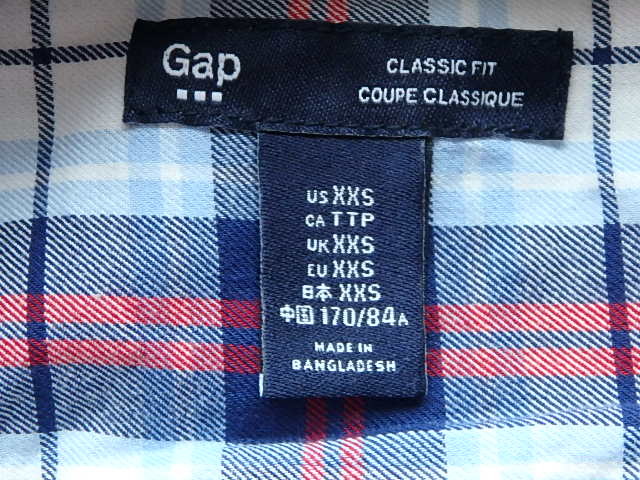 Gap
CLASSIC FIT
COUPE CLASSIQUE
US XXS
CA TTP
UK XXS
EU XXS
日本 XXS
中国 170/84A
MADE IN
BANGLADESH